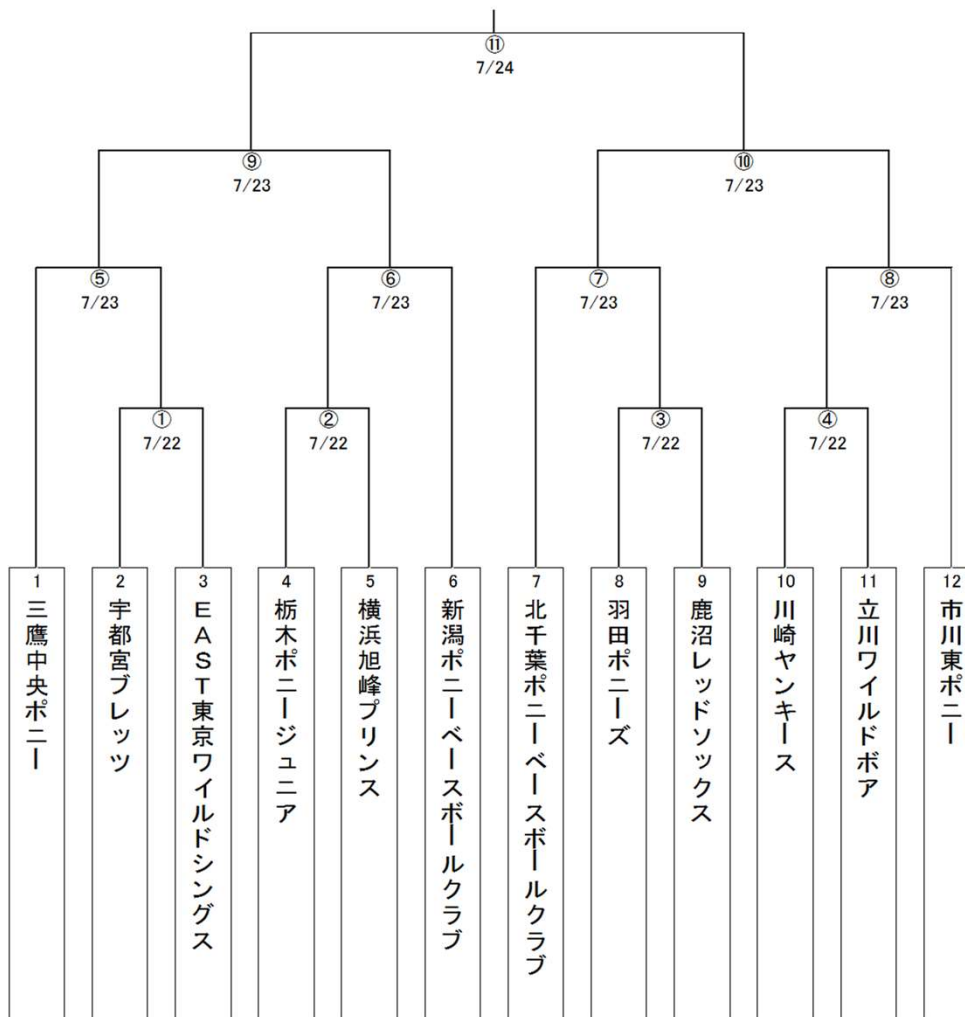 ⑪
7/24
⑨
7/23
⑩
7/23
⑤
7/23
⑥
7/23
⑦
7/23
⑧
7/23
①
7/22
②
7/22
③
7/22
④
7/22
1
三鷹中央ポニー
2
宇都宮ブレッツ
3
EAST東京ワイルドシングス
4
栃木ポニージュニア
5
横浜旭峰プリンス
6
新潟ポニーベースボールクラブ
7
北千葉ポニーベースボールクラブ
8
羽田ポニーズ
9
鹿沼レッドソックス
10
川崎ヤンキース
11
立川ワイルドボア
12
市川東ポニー